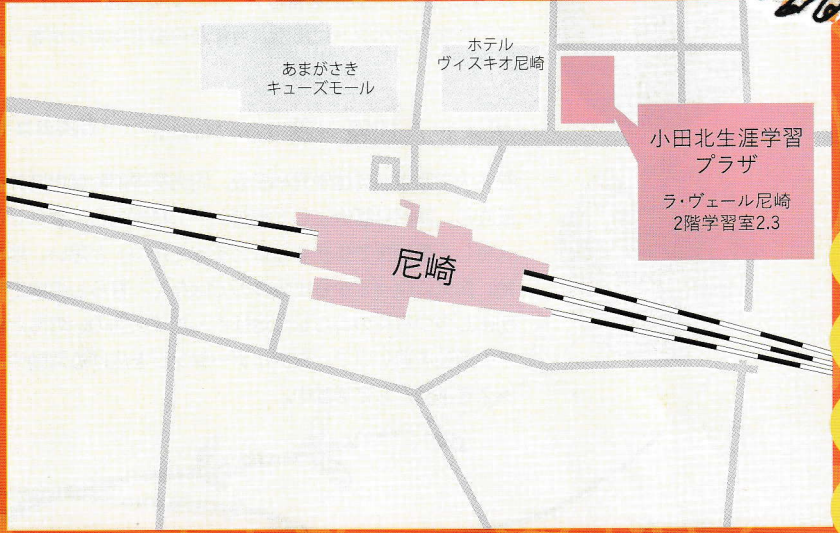 あまがさき
キューズモール
ホテル
ヴィスキオ尼崎
小田北生涯学習
プラザ
ラ・ヴェール尼崎
2階学習室2.3
尼崎